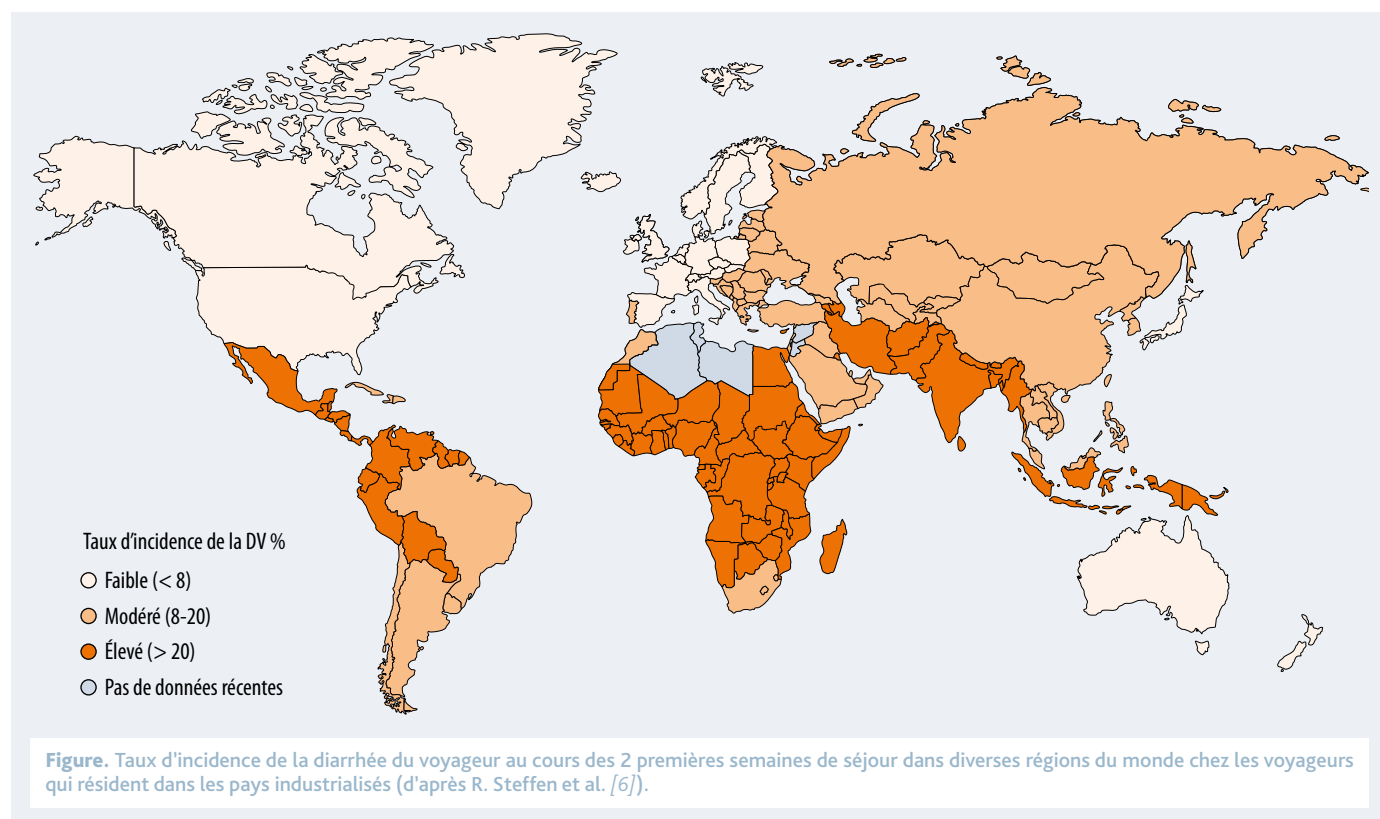 Taux d'incidence de la DV %
Faible (< 8)
Modéré (8-20)
Élevé (> 20)
Pas de données récentes
Figure. Taux d'incidence de la diarrhée du voyageur au cours des 2 premières semaines de séjour dans diverses régions du monde chez les voyageurs
qui résident dans les pays industrialisés (d'après R. Steffen et al. [6]).